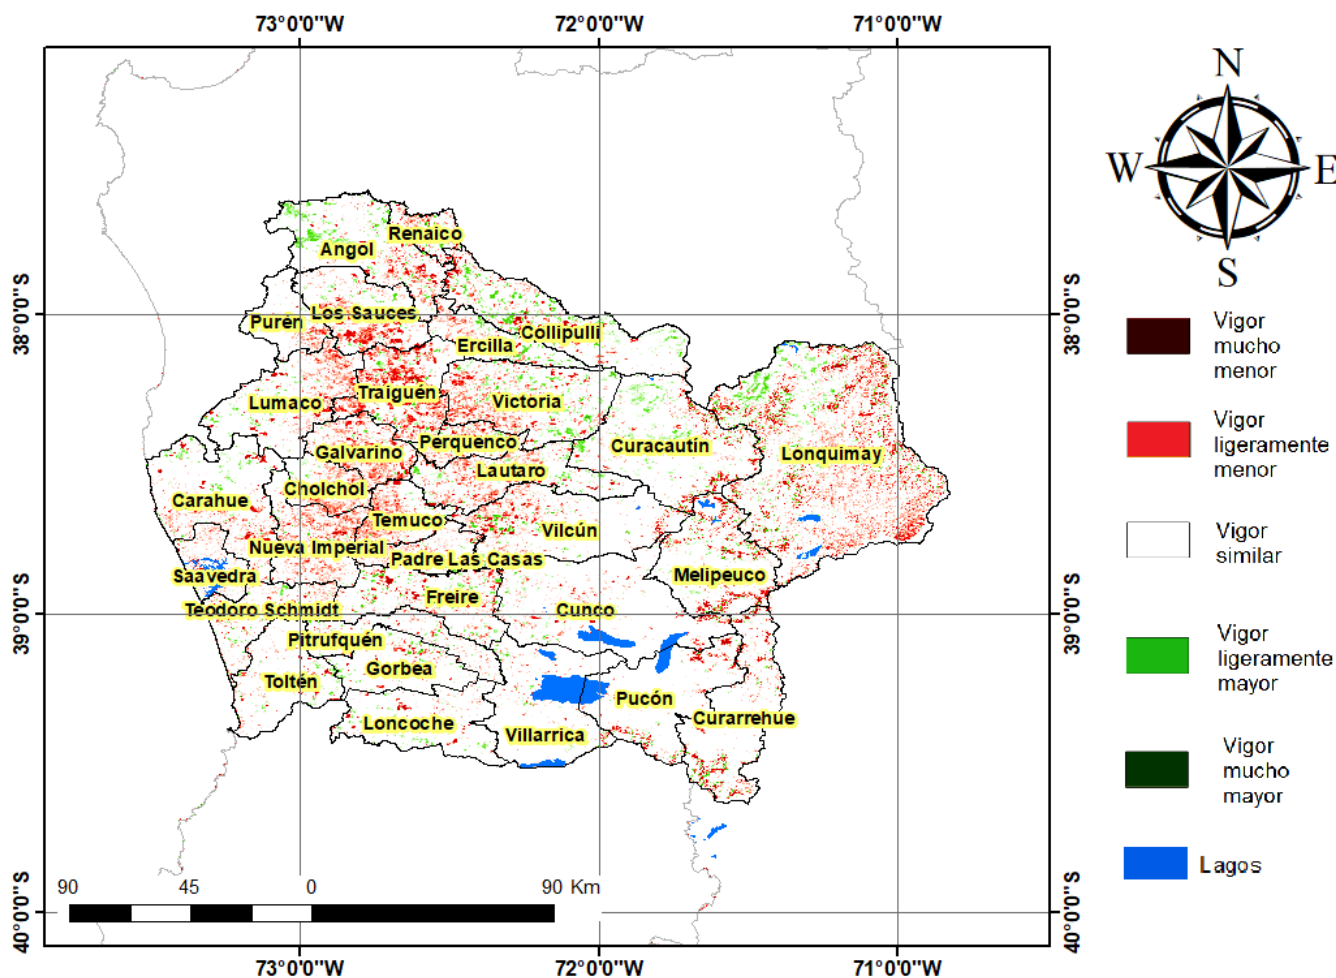 73°0'0"W
72°0'0"W
71°0'0"W
N
W
E
S
38°0'0"S
38°0'0"S
39°0'0"S
39°0'0"S
40°0'0"S
40°0'0"S
Renaico
Angol
Los Sauces
Purén
Collipulli
Ercilla
Traiguén
Lumaco
Victoria
Perquenco
Galvarino
Curacautín
Lonquimay
Lautaro
Cholchol
Carahue
Temuco
Vilcún
Nueva Imperial
Padre Las Casas
Saavedra
Melipeuco
Freire
Teodoro Schmidt
Cunco
Pitrufquén
Gorbea
Toltén
Pucón
Curarrehue
Loncoche
Villarrica
Vigor
mucho
menor
Vigor
ligeramente
menor
Vigor
similar
Vigor
ligeramente
mayor
Vigor
mucho
mayor
Lagos
90
45
0
90 Km
73°0'0"W
72°0'0"W
71°0'0"W